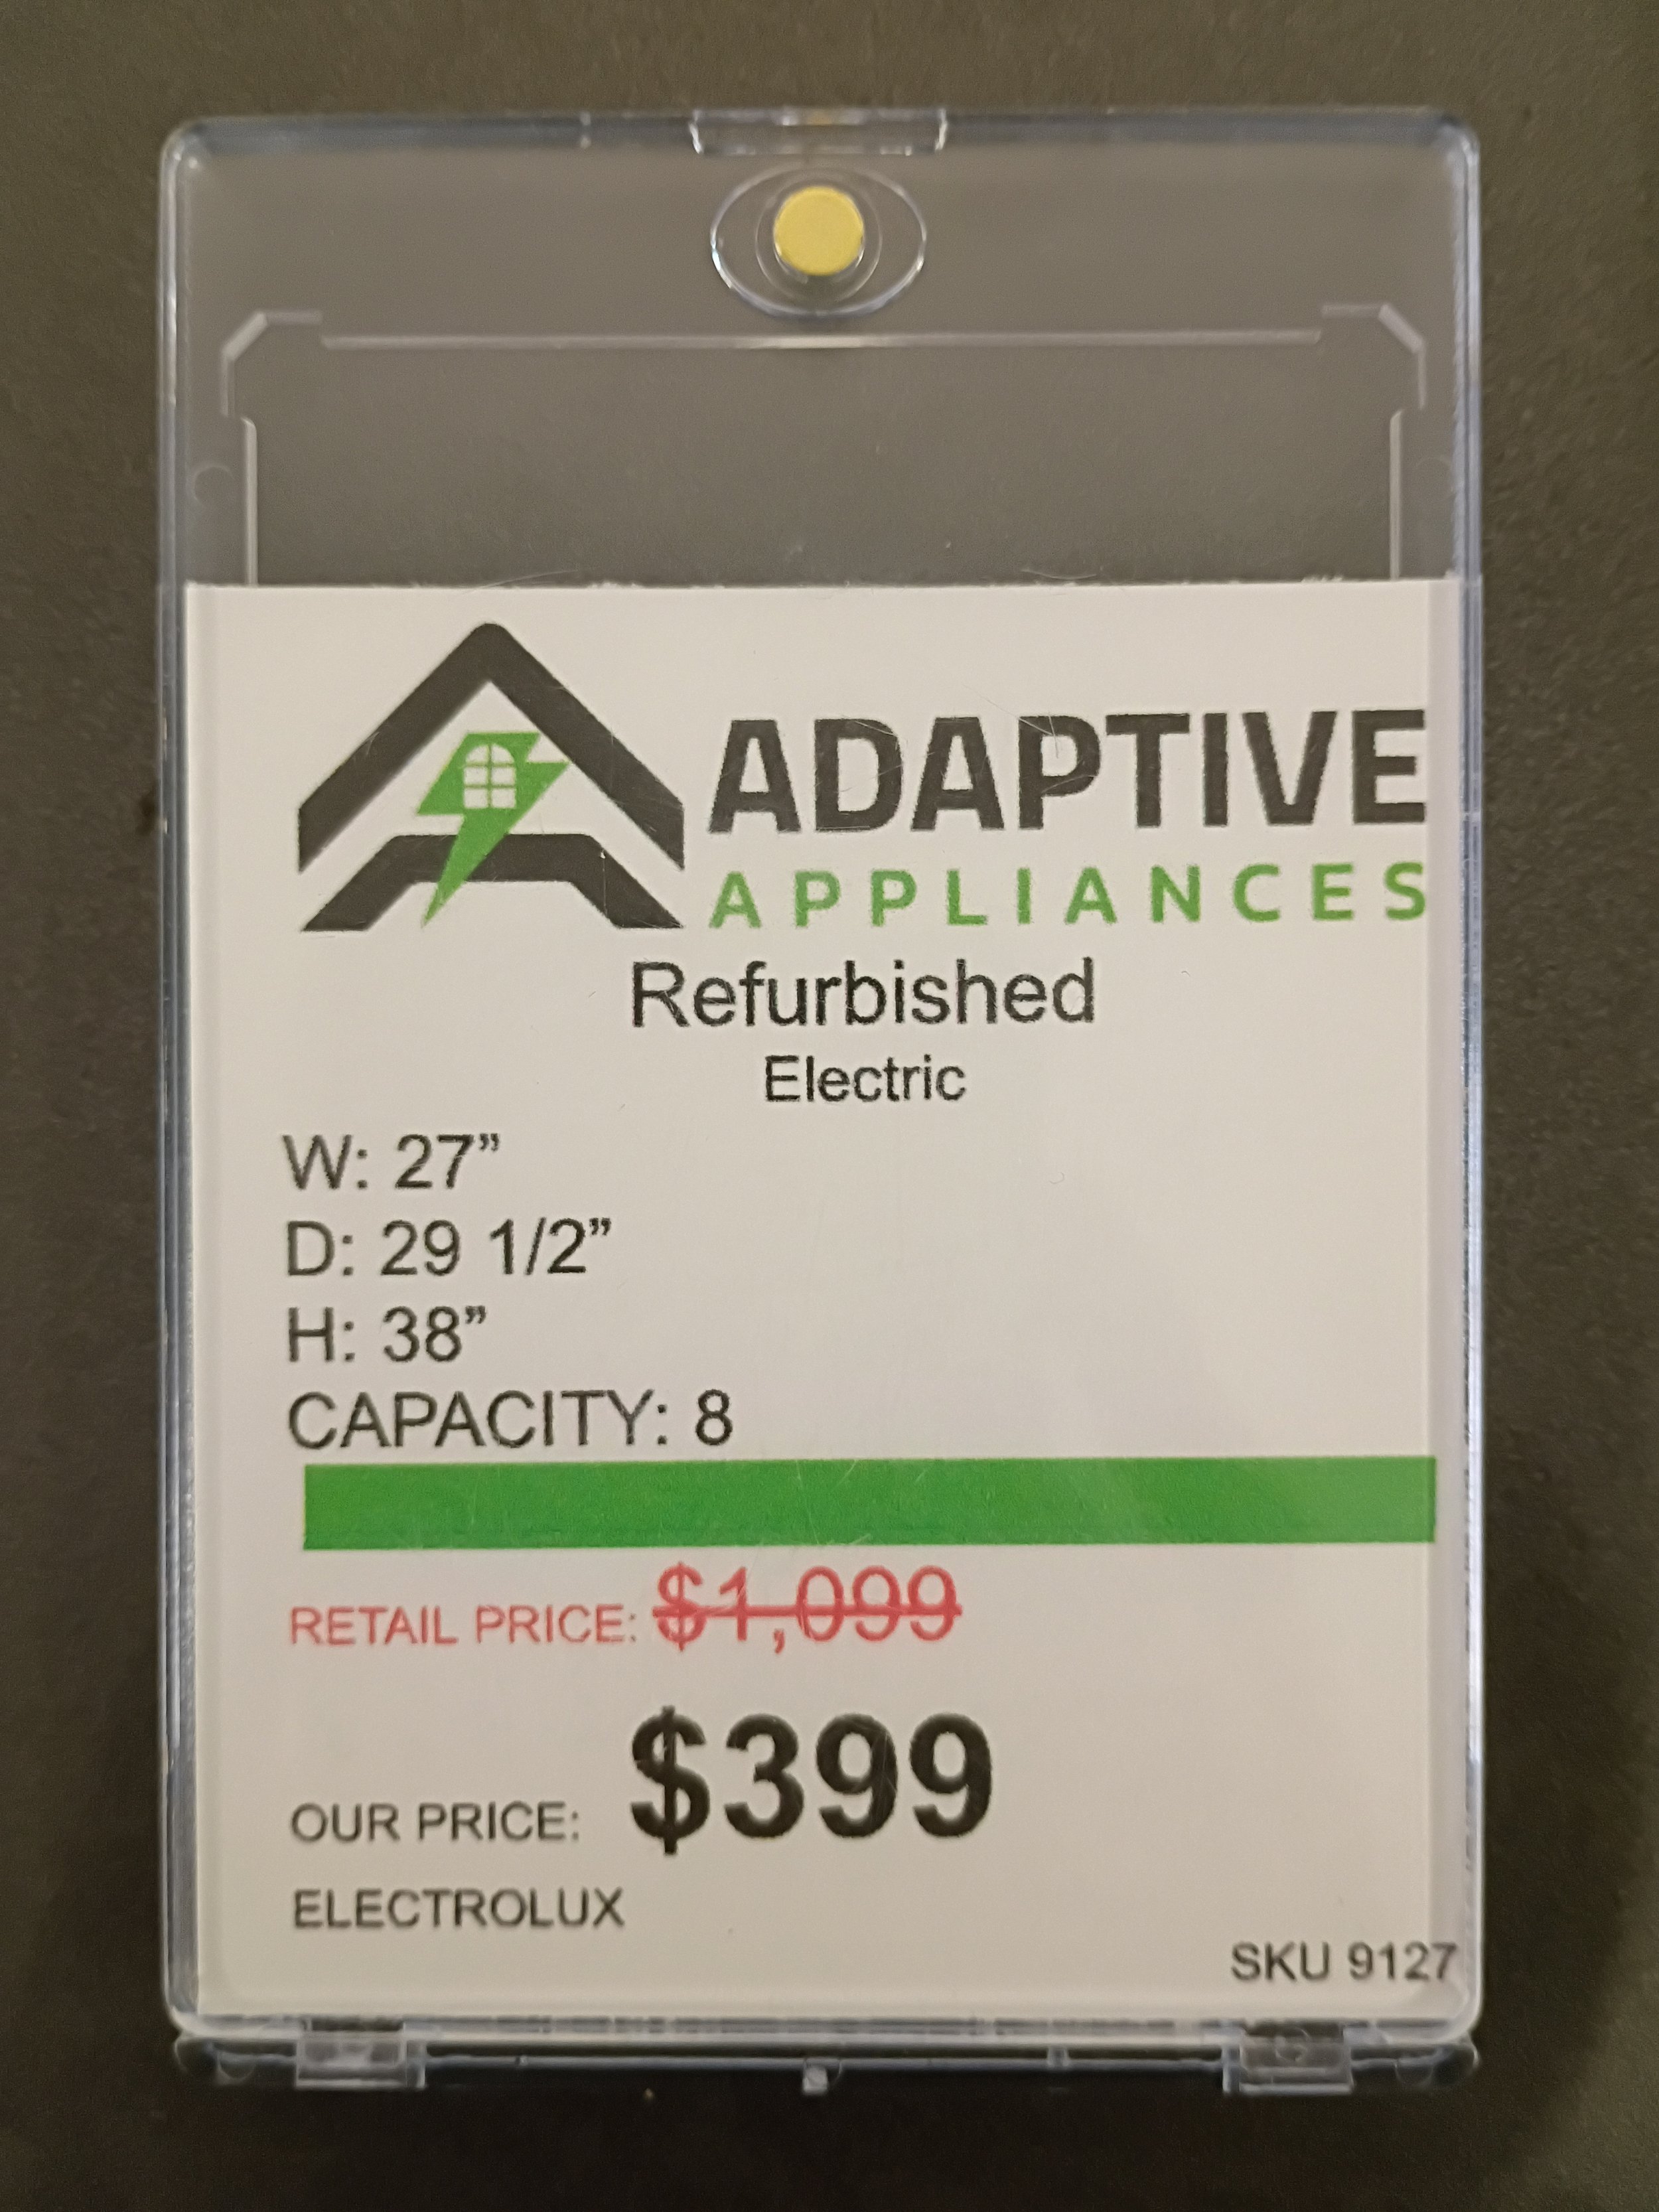 ADAPTIVE
APPLIANCES
Refurbished
Electric
W: 27”
D: 29 1/2”
H: 38”
CAPACITY: 8
RETAIL PRICE: $1,099
OUR PRICE: $399
ELECTROLUX
SKU 9127